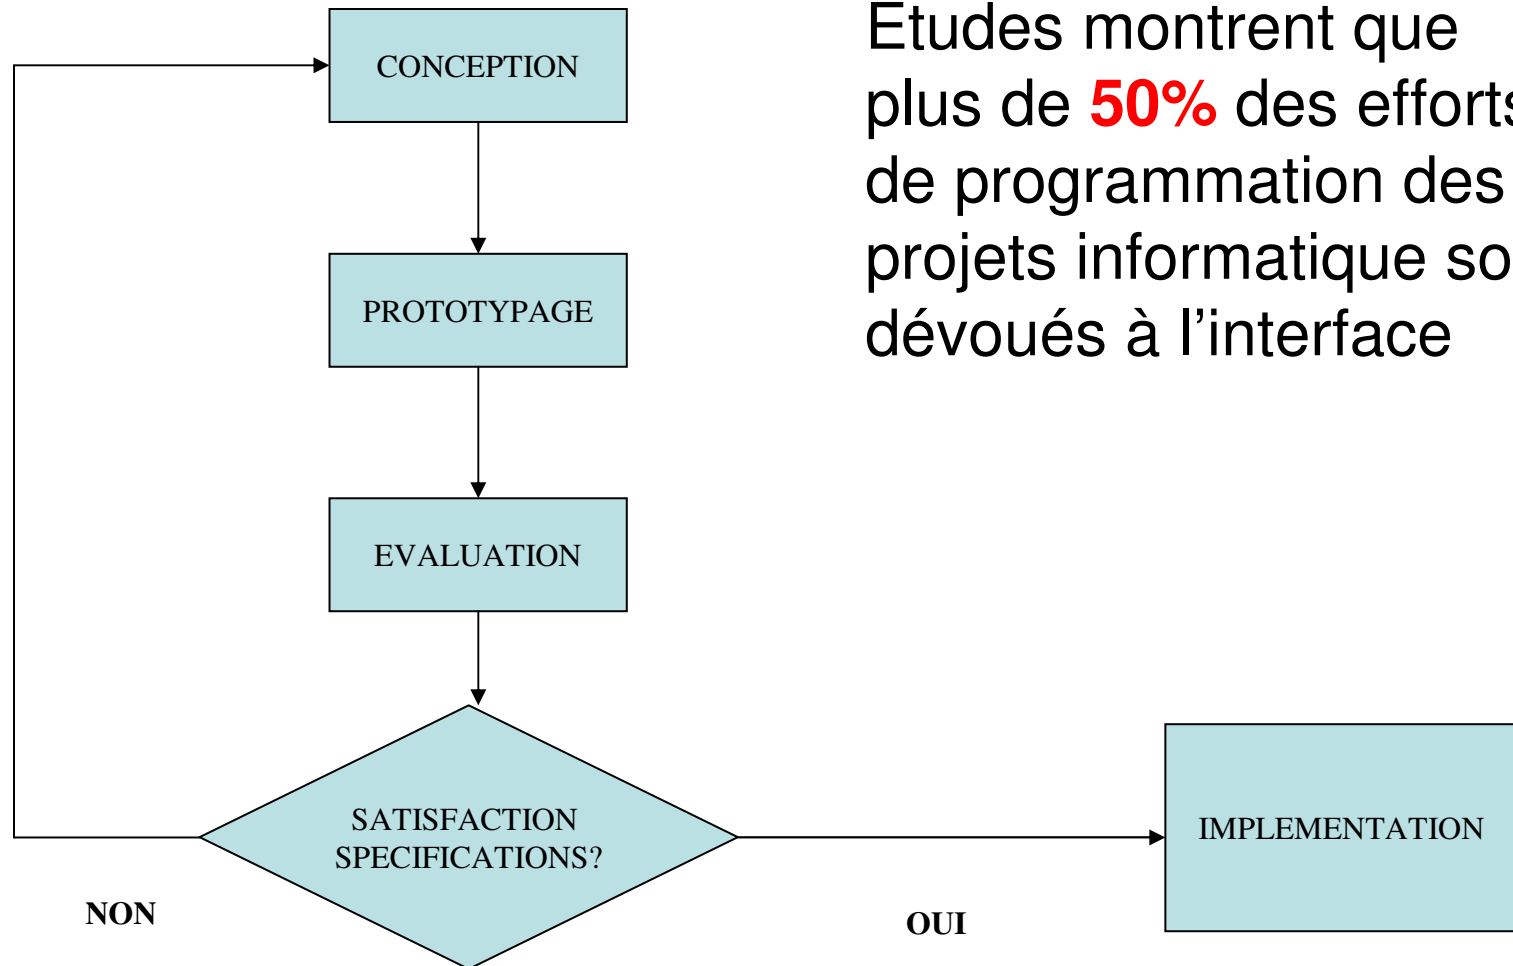 CONCEPTION
PROTOTYPAGE
EVALUATION
SATISFACTION
SPECIFICATIONS?
NON
OUI
IMPLEMENTATION
Etudes montrent que
plus de 50% des efforts
de programmation des
projets informatique so
dévoués à l’interface